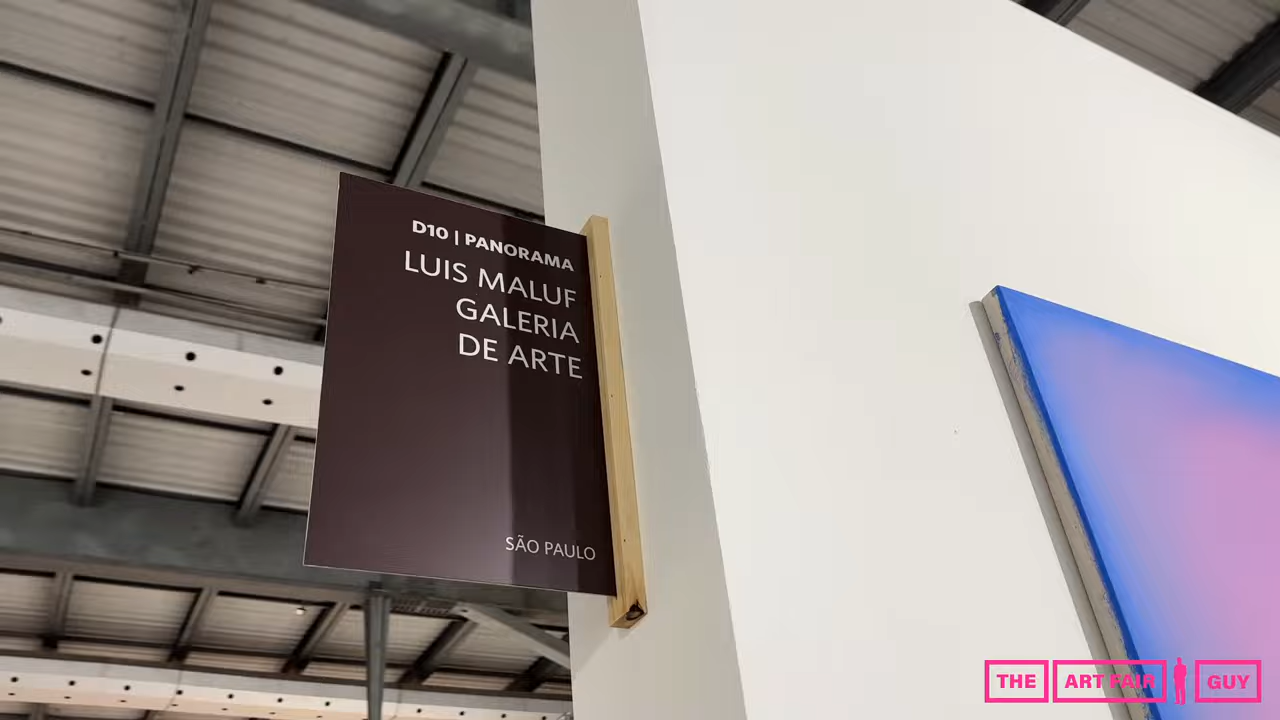 D10 | PANORAMA
LUIS MALUF
GALERIA
DE ARTE
SÃO PAULO
THE ART FAIR GUY